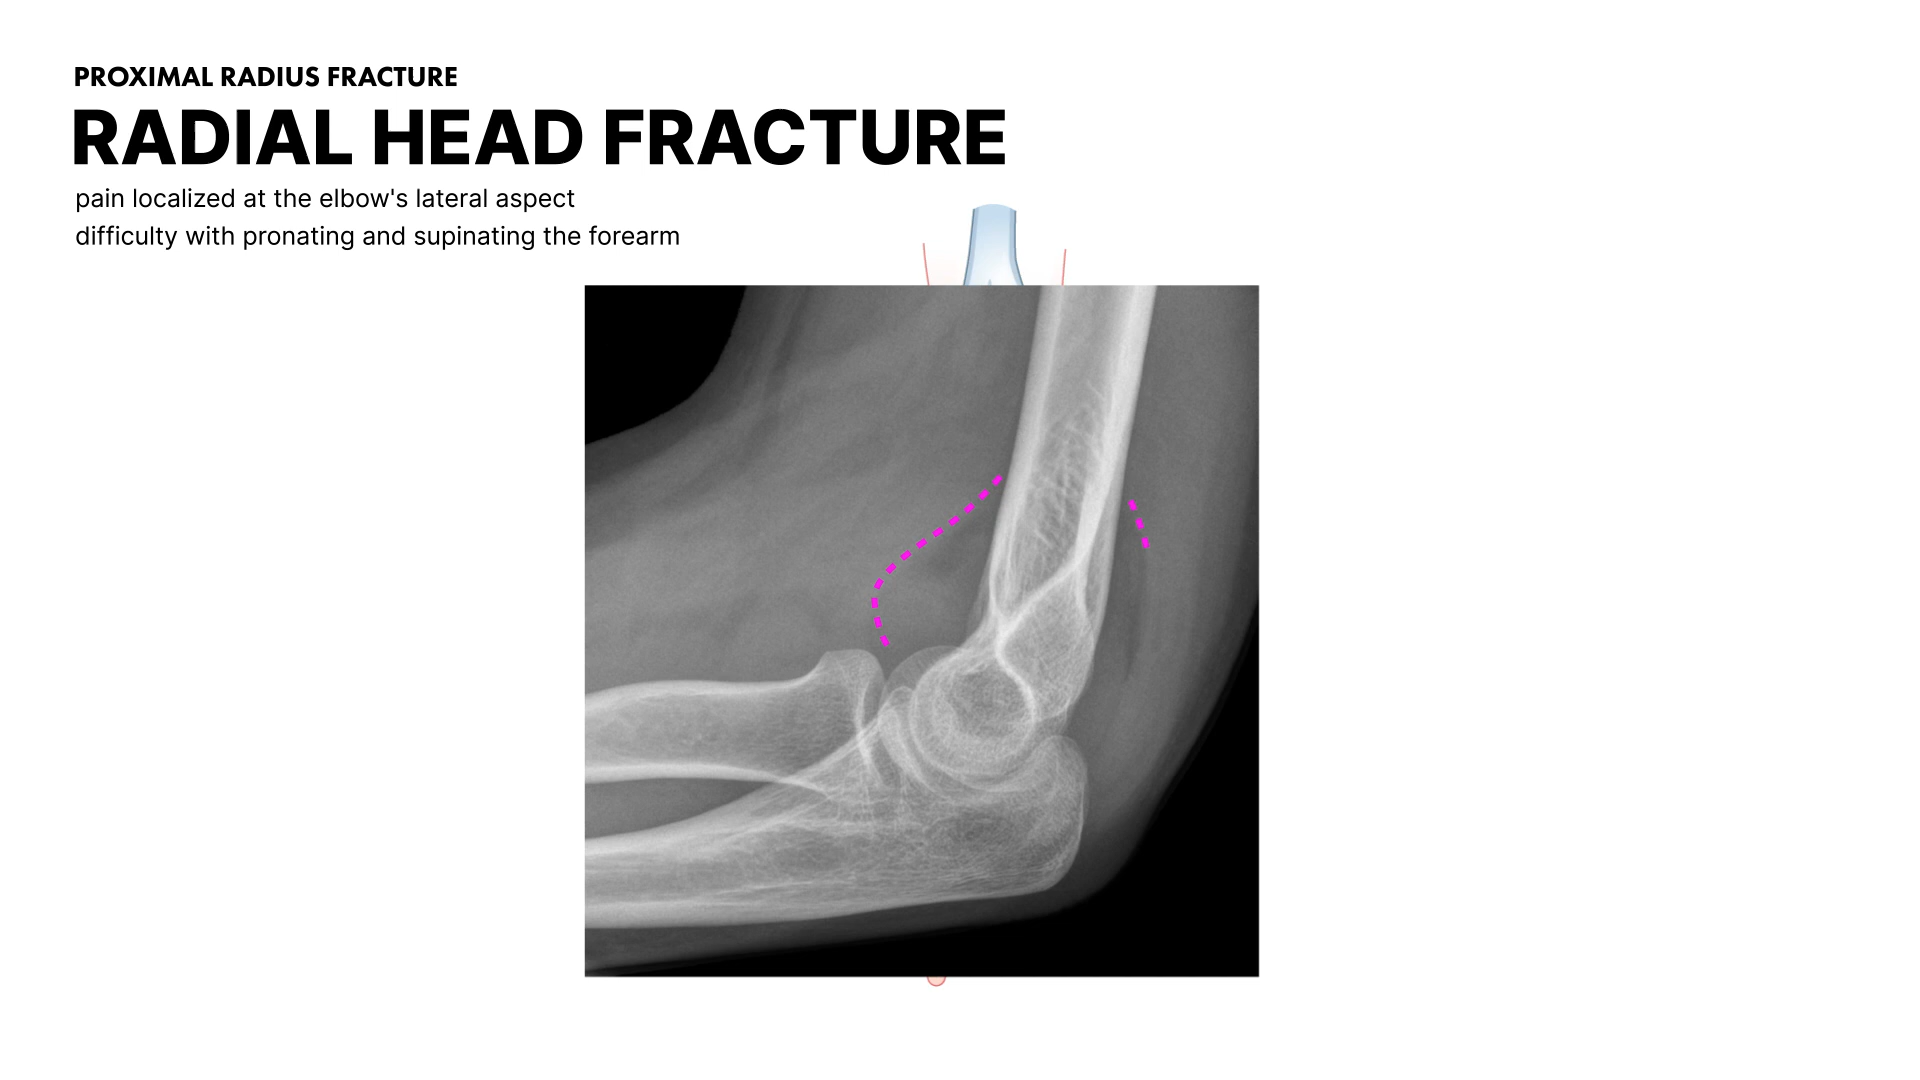 PROXIMAL RADIUS FRACTURE
RADIAL HEAD FRACTURE
pain localized at the elbow's lateral aspect
difficulty with pronating and supinating the forearm